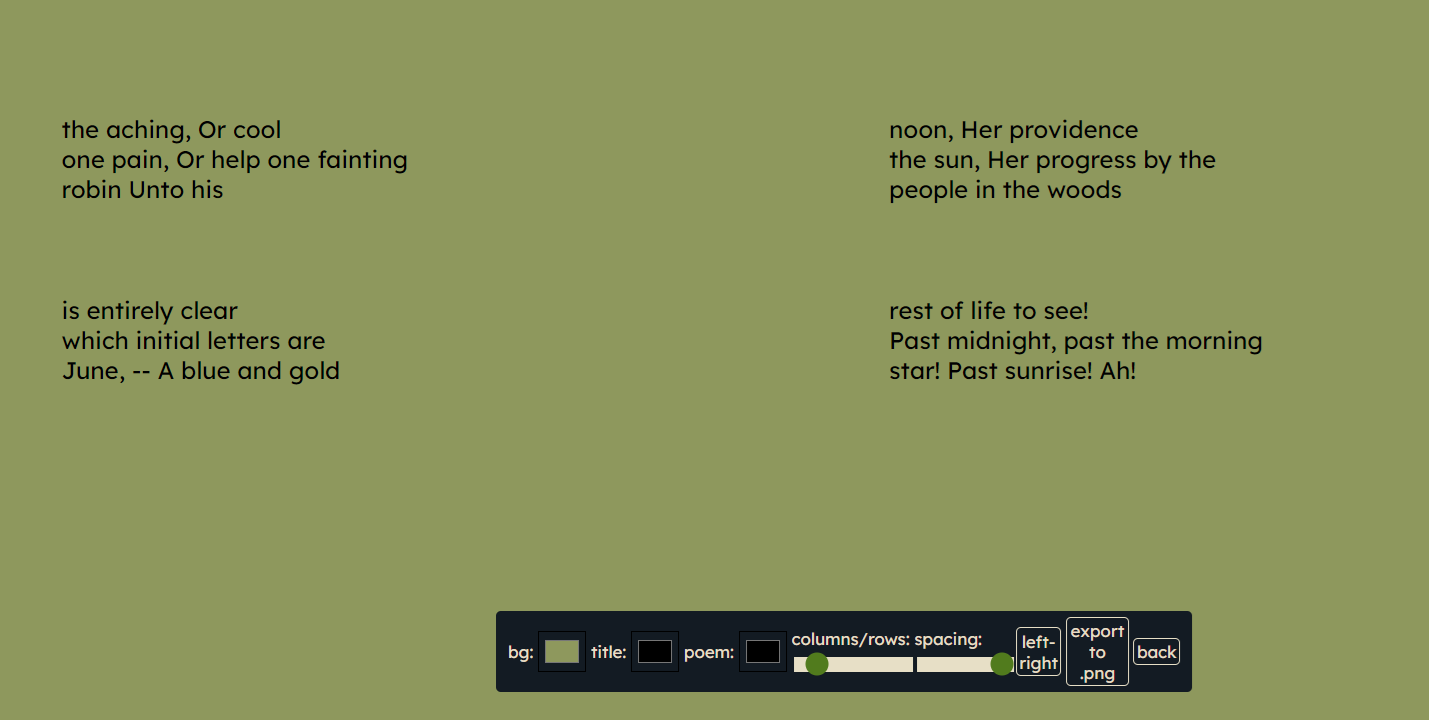 the aching, Or cool
one pain, Or help one fainting
robin Unto his
noon, Her providence
the sun, Her progress by the
people in the woods
is entirely clear
which initial letters are
June, -- A blue and gold
rest of life to see!
Past midnight, past the morning
star! Past sunrise! Ah!
bg:
title:
poem:
columns/rows:
spacing:
left-
right
export
to
.png
back